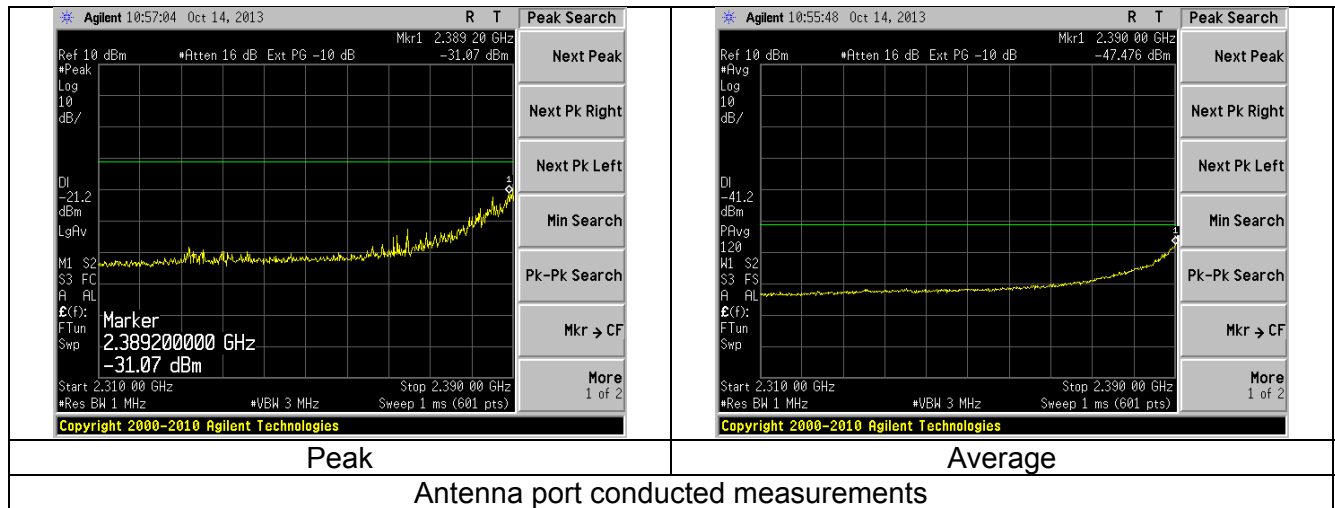 Agilent 10:57:04 Oct 14, 2013 R T
Peak Search
Mkr1 2.389 20 GHz
Ref 10 dBm #Atten 16 dB Ext PG -10 dB -31.07 dBm
#Peak
Log
10
dB/
1
DI
-21.2
dBm
LgAv
M1 S2
S3 FC
A AL
£(f):
FTun
Swp
Marker
2.389200000 GHz
-31.07 dBm
Start 2.310 00 GHz Stop 2.390 00 GHz
#Res BW 1 MHz #VBW 3 MHz Sweep 1 ms (601 pts)
Copyright 2000-2010 Agilent Technologies
Next Peak
Next Pk Right
Next Pk Left
Min Search
Pk-Pk Search
Mkr → CF
More
1 of 2
Agilent 10:55:48 Oct 14, 2013 R T
Peak Search
Mkr1 2.390 00 GHz
Ref 10 dBm #Atten 16 dB Ext PG -10 dB -47.476 dBm
#Avg
Log
10
dB/
1
DI
-41.2
dBm
PAvg
120
W1 S2
S3 FS
A AL
£(f):
FTun
Swp
Start 2.310 00 GHz Stop 2.390 00 GHz
#Res BW 1 MHz #VBW 3 MHz Sweep 1 ms (601 pts)
Copyright 2000-2010 Agilent Technologies
Next Peak
Next Pk Right
Next Pk Left
Min Search
Pk-Pk Search
Mkr → CF
More
1 of 2
Peak
Average
Antenna port conducted measurements